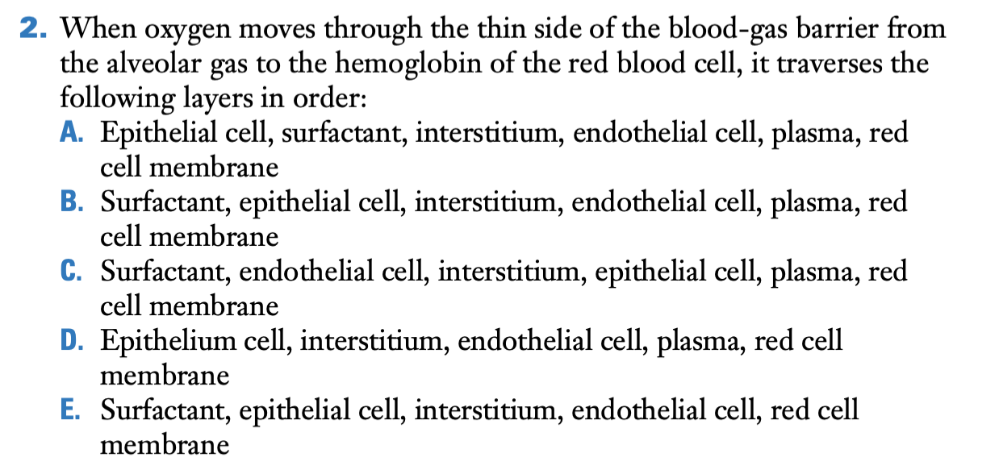 2. When oxygen moves through the thin side of the blood-gas barrier from
the alveolar gas to the hemoglobin of the red blood cell, it traverses the
following layers in order:
A. Epithelial cell, surfactant, interstitium, endothelial cell, plasma, red
cell membrane
B. Surfactant, epithelial cell, interstitium, endothelial cell, plasma, red
cell membrane
C. Surfactant, endothelial cell, interstitium, epithelial cell, plasma, red
cell membrane
D. Epithelium cell, interstitium, endothelial cell, plasma, red cell
membrane
E. Surfactant, epithelial cell, interstitium, endothelial cell, red cell
membrane